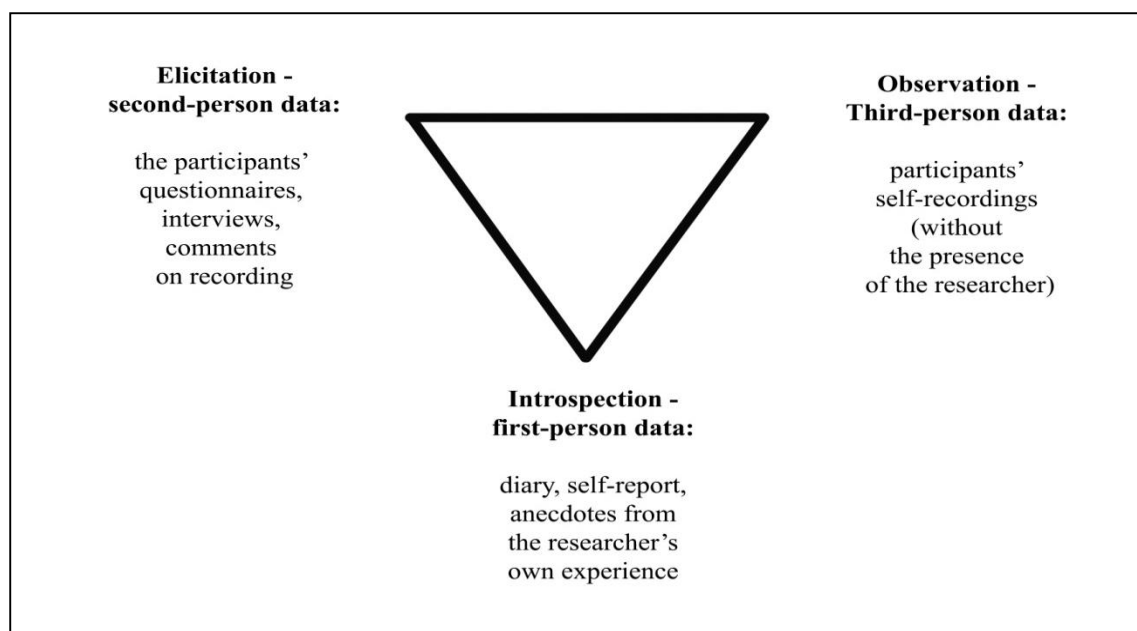 Elicitation -
second-person data:
the participants’
questionnaires,
interviews,
comments
on recording
Observation -
Third-person data:
participants’
self-recordings
(without
the presence
of the researcher)
Introspection -
first-person data:
diary, self-report,
anecdotes from
the researcher’s
own experience